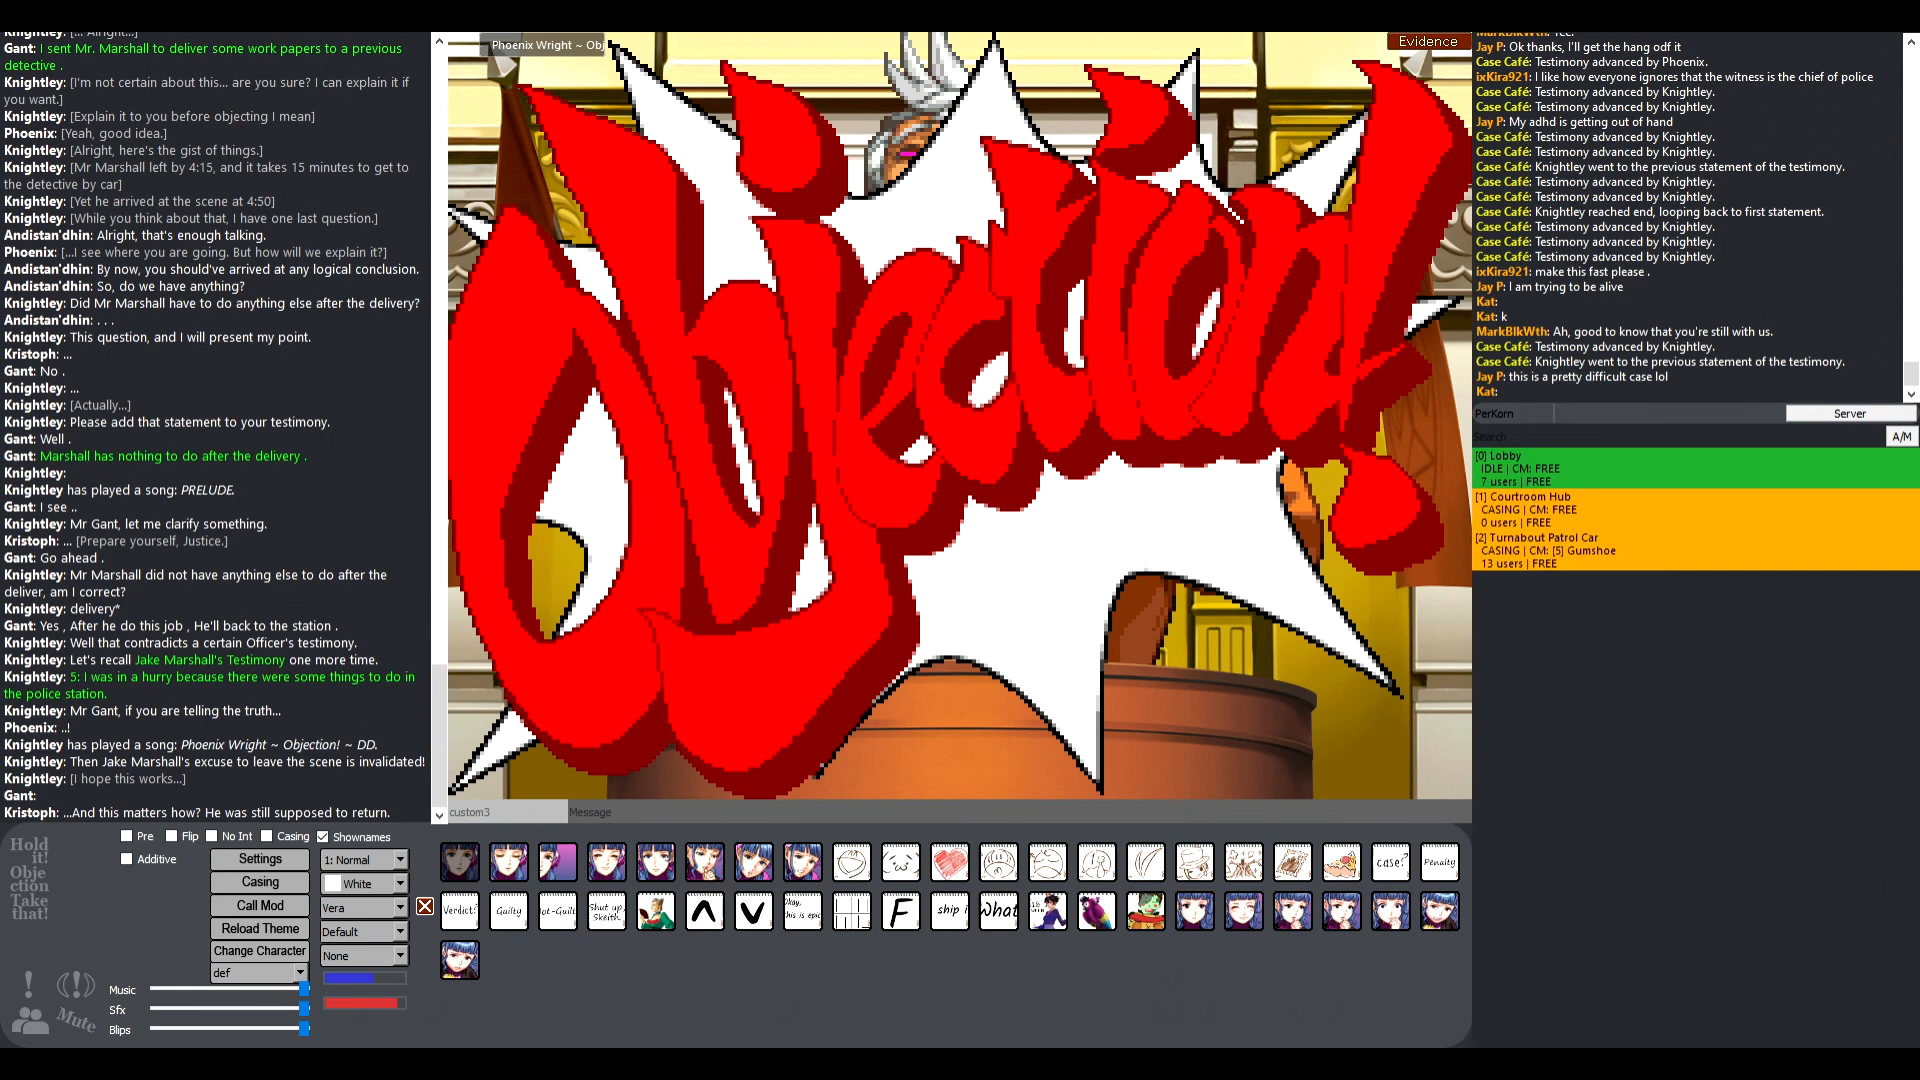 Knightley: [... Alright...]
Gant: I sent Mr. Marshall to deliver some work papers to a previous
detective .
Knightley: [I'm not certain about this... are you sure? I can explain it if
you want.]
Knightley: [Explain it to you before objecting I mean]
Phoenix: [Yeah, good idea.]
Knightley: [Alright, here's the gist of things.]
Knightley: [Mr Marshall left by 4:15, and it takes 15 minutes to get to
the detective by car]
Knightley: [Yet he arrived at the scene at 4:50]
Knightley: [While you think about that, I have one last question.]
Andistan'dhin: Alright, that's enough talking.
Phoenix: [...I see where you are going. But how will we explain it?]
Andistan'dhin: By now, you should've arrived at any logical conclusion.
Andistan'dhin: So, do we have anything?
Knightley: Did Mr Marshall have to do anything else after the delivery?
Andistan'dhin: . . .
Knightley: This question, and I will present my point.
Kristoph: ...
Gant: No .
Knightley: ...
Knightley: [Actually...]
Knightley: Please add that statement to your testimony.
Gant: Well .
Gant: Marshall has nothing to do after the delivery .
Knightley:
Knightley has played a song: PRELUDE.
Gant: I see ..
Knightley: Mr Gant, let me clarify something.
Kristoph: ... [Prepare yourself, Justice.]
Gant: Go ahead .
Knightley: Mr Marshall did not have anything else to do after the
deliver, am I correct?
Knightley: delivery*
Gant: Yes , After he do this job , He'll back to the station .
Knightley: Well that contradicts a certain Officer's testimony.
Knightley: Let's recall Jake Marshall's Testimony one more time.
Knightley: 5: I was in a hurry because there were some things to do in
the police station.
Knightley: Mr Gant, if you are telling the truth...
Phoenix: ..!
Knightley has played a song: Phoenix Wright ~ Objection! ~ DD.
Knightley: Then Jake Marshall's excuse to leave the scene is invalidated!
Knightley: [I hope this works...]
Gant:
Kristoph: ...And this matters how? He was still supposed to return.
Phoenix Wright ~ Obj
Evidence
Objection!
custom3
Message
MarkBlkWth: Yee.
Jay P: Ok thanks, I'll get the hang odf it
Case Café: Testimony advanced by Phoenix.
ixKira921: I like how everyone ignores that the witness is the chief of police
Case Café: Testimony advanced by Knightley.
Case Café: Testimony advanced by Knightley.
Jay P: My adhd is getting out of hand
Case Café: Testimony advanced by Knightley.
Case Café: Testimony advanced by Knightley.
Case Café: Knightley went to the previous statement of the testimony.
Case Café: Testimony advanced by Knightley.
Case Café: Testimony advanced by Knightley.
Case Café: Knightley reached end, looping back to first statement.
Case Café: Testimony advanced by Knightley.
Case Café: Testimony advanced by Knightley.
Case Café: Testimony advanced by Knightley.
ixKira921: make this fast please .
Jay P: I am trying to be alive
Kat:
Kat: k
MarkBlkWth: Ah, good to know that you're still with us.
Case Café: Testimony advanced by Knightley.
Case Café: Knightley went to the previous statement of the testimony.
Jay P: this is a pretty difficult case lol
Kat:
PerKorn
Server
Search
A/M
[0] Lobby
IDLE | CM: FREE
7 users | FREE
[1] Courtroom Hub
CASING | CM: FREE
0 users | FREE
[2] Turnabout Patrol Car
CASING | CM: [5] Gumshoe
13 users | FREE
Hold
it!
Obje
ction
Take
that!
Pre
Flip
No Int
Casing
Shownames
Additive
Settings
Casing
Call Mod
Reload Theme
Change Character
def
1: Normal
White
Vera
Default
None
! (!)
Mute
Music
Sfx
Blips
case?
Penalty
Verdict?
Guilty
ot-Guilt
Shut up,
Skeith.
Okay,
his is epic
F
ship i
What